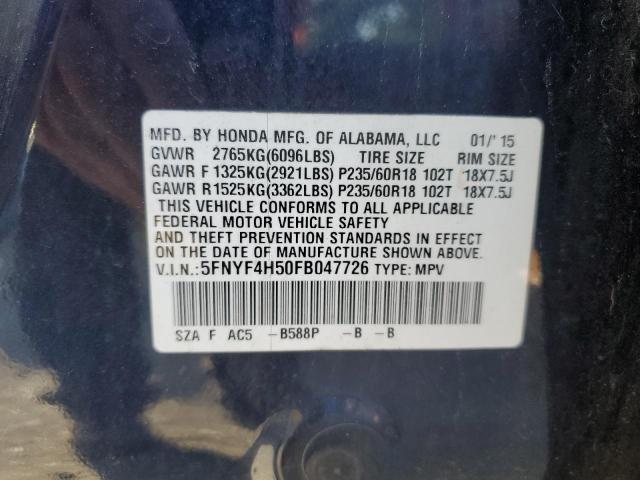 MFD. BY HONDA MFG. OF ALABAMA, LLC 01/'15
GVWR 2765KG(6096LBS) TIRE SIZE RIM SIZE
GAWR F 1325KG(2921LBS) P235/60R18 102T 18X7.5J
GAWR R1525KG(3362LBS) P235/60R18 102T 18X7.5J
THIS VEHICLE CONFORMS TO ALL APPLICABLE
FEDERAL MOTOR VEHICLE SAFETY
AND THEFT PREVENTION STANDARDS IN EFFECT
ON THE DATE OF MANUFACTURE SHOWN ABOVE.
V.I.N.:5FNYF4H50FB047726 TYPE: MPV
SZA F AC5 -B588P -B -B